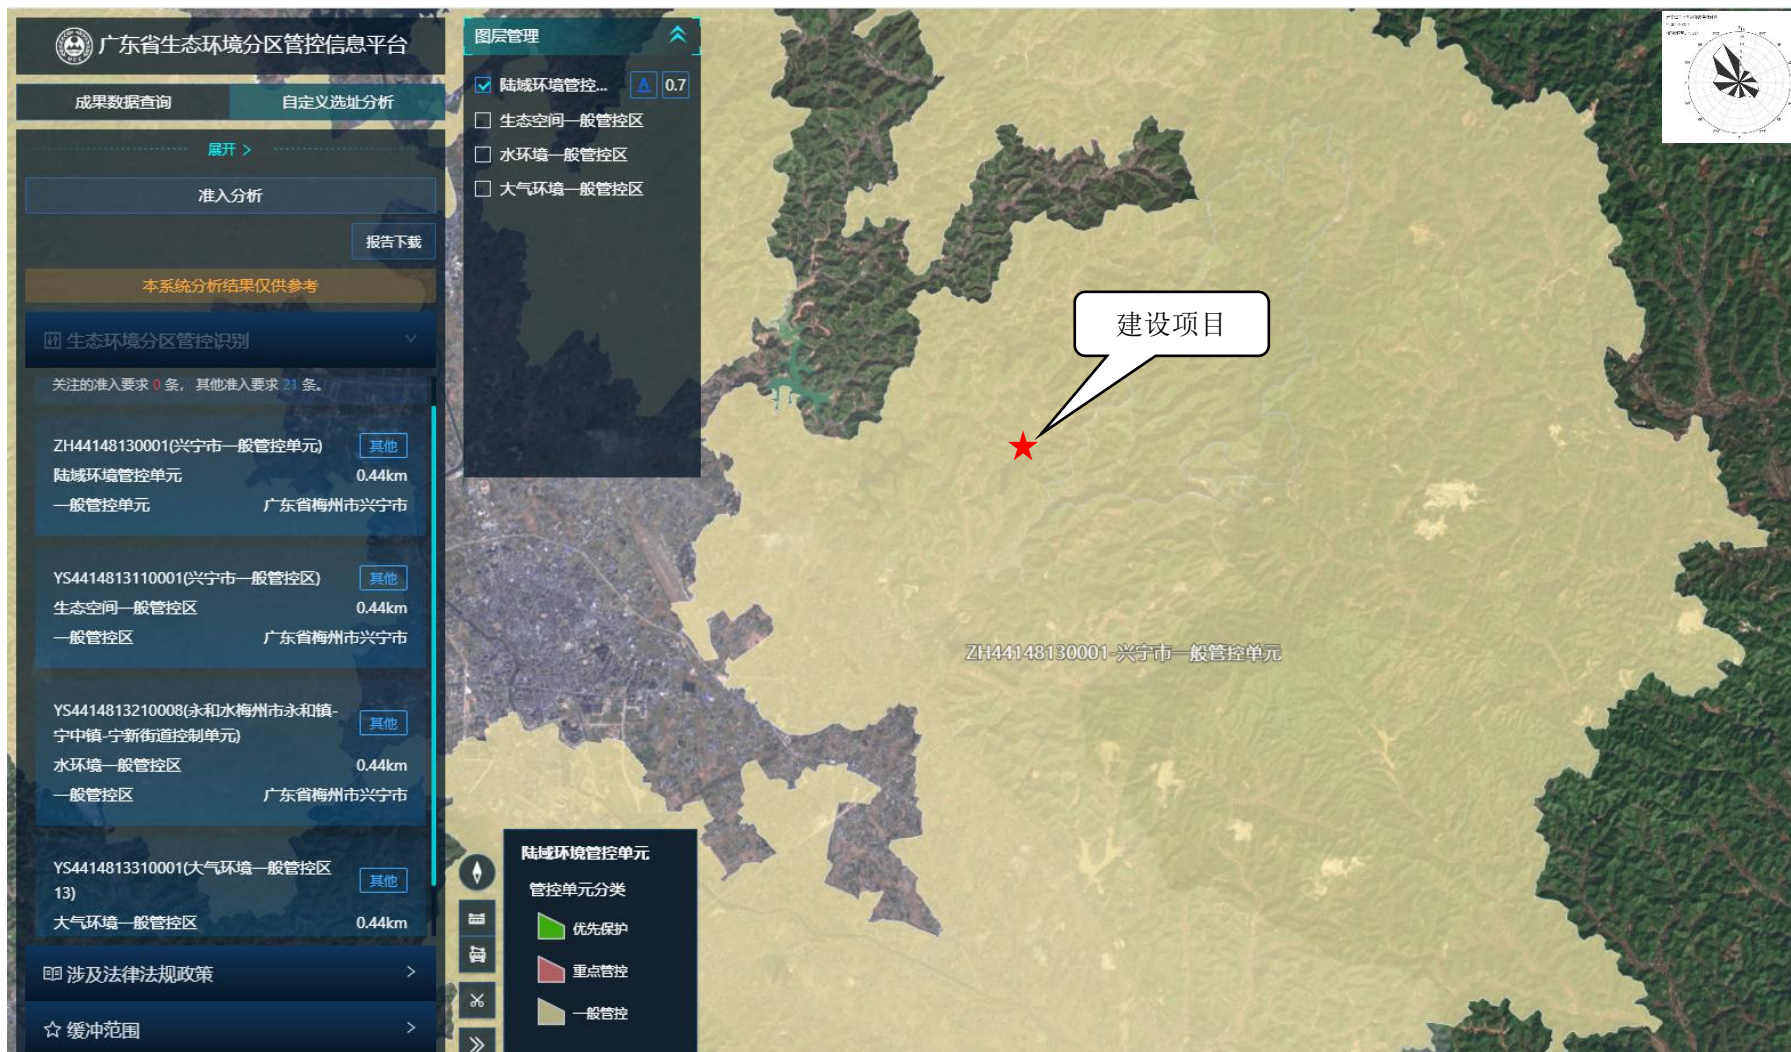 广东省生态环境分区管控信息平台
成果数据查询
自定义选址分析
展开 >
准入分析
报告下载
本系统分析结果仅供参考
生态环境分区管控识别
关注的准入要求 0 条，其他准入要求 21 条。
ZH44148130001(兴宁市一般管控单元)
其他
陆域环境管控单元
0.44km
一般管控单元
广东省梅州市兴宁市
YS4414813110001(兴宁市一般管控区)
其他
生态空间一般管控区
0.44km
一般管控区
广东省梅州市兴宁市
YS4414813210008(永和水梅州市永和镇-
宁中镇-宁新街道控制单元)
其他
水环境一般管控区
0.44km
一般管控区
广东省梅州市兴宁市
YS4414813310001(大气环境一般管控区
13)
其他
大气环境一般管控区
0.44km
涉及法律法规政策
缓冲范围
图层管理
陆域环境管控...
A
0.7
生态空间一般管控区
水环境一般管控区
大气环境一般管控区
建设项目
ZH44148130001-兴宁市一般管控单元
陆域环境管控单元
管控单元分类
优先保护
重点管控
一般管控